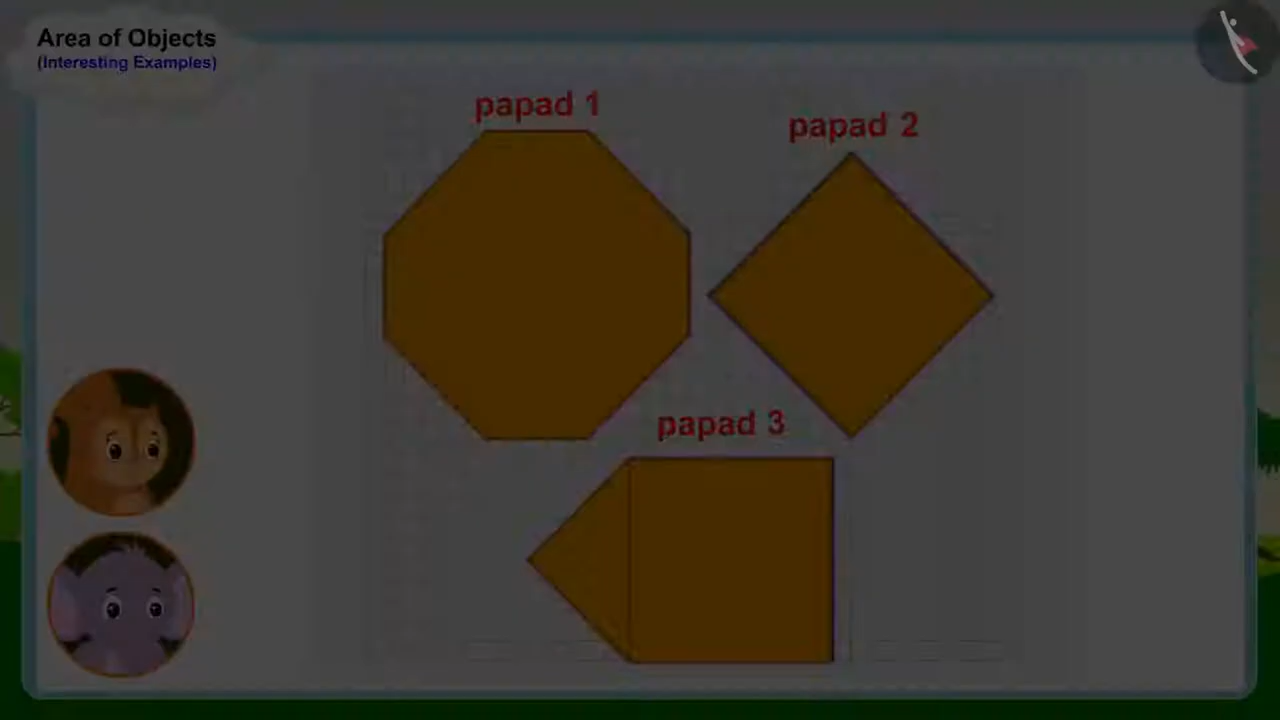 Area of Objects
(Interesting Examples)
papad 1
papad 2
papad 3